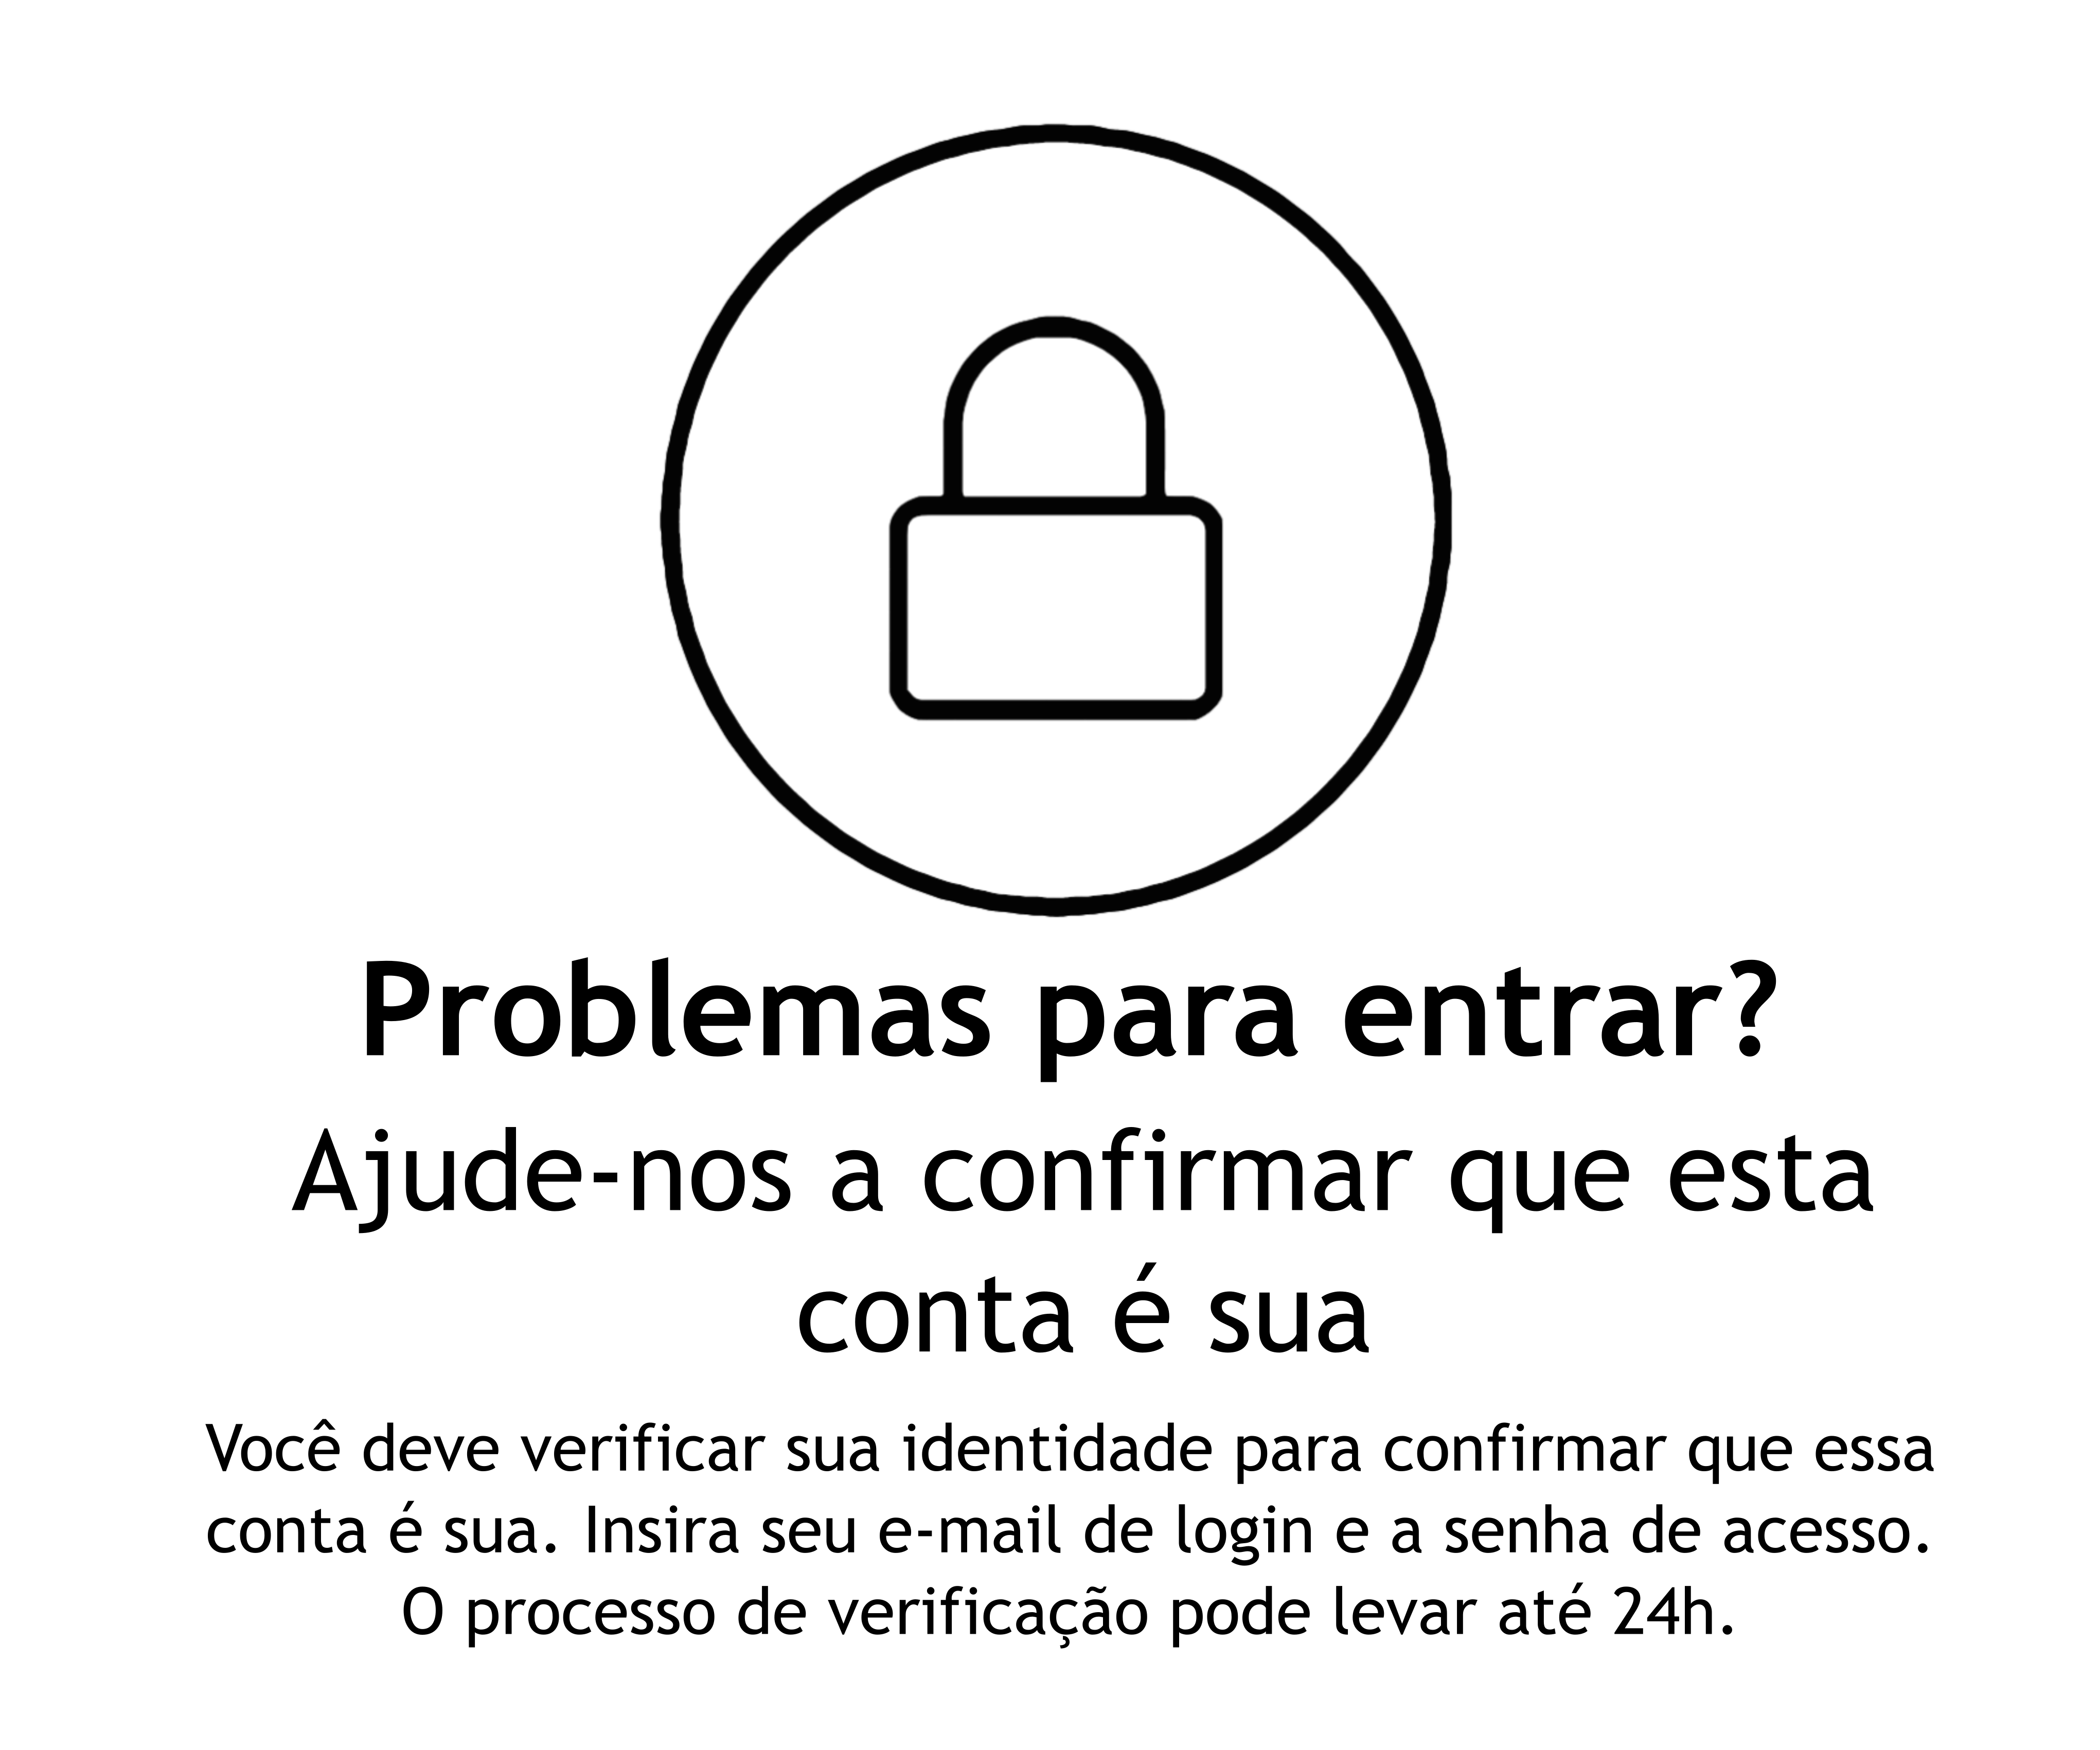 Problemas para entrar?
Ajude-nos a confirmar que esta
conta é sua
Você deve verificar sua identidade para confirmar que essa
conta é sua. Insira seu e-mail de login e a senha de acesso.
O processo de verificação pode levar até 24h.